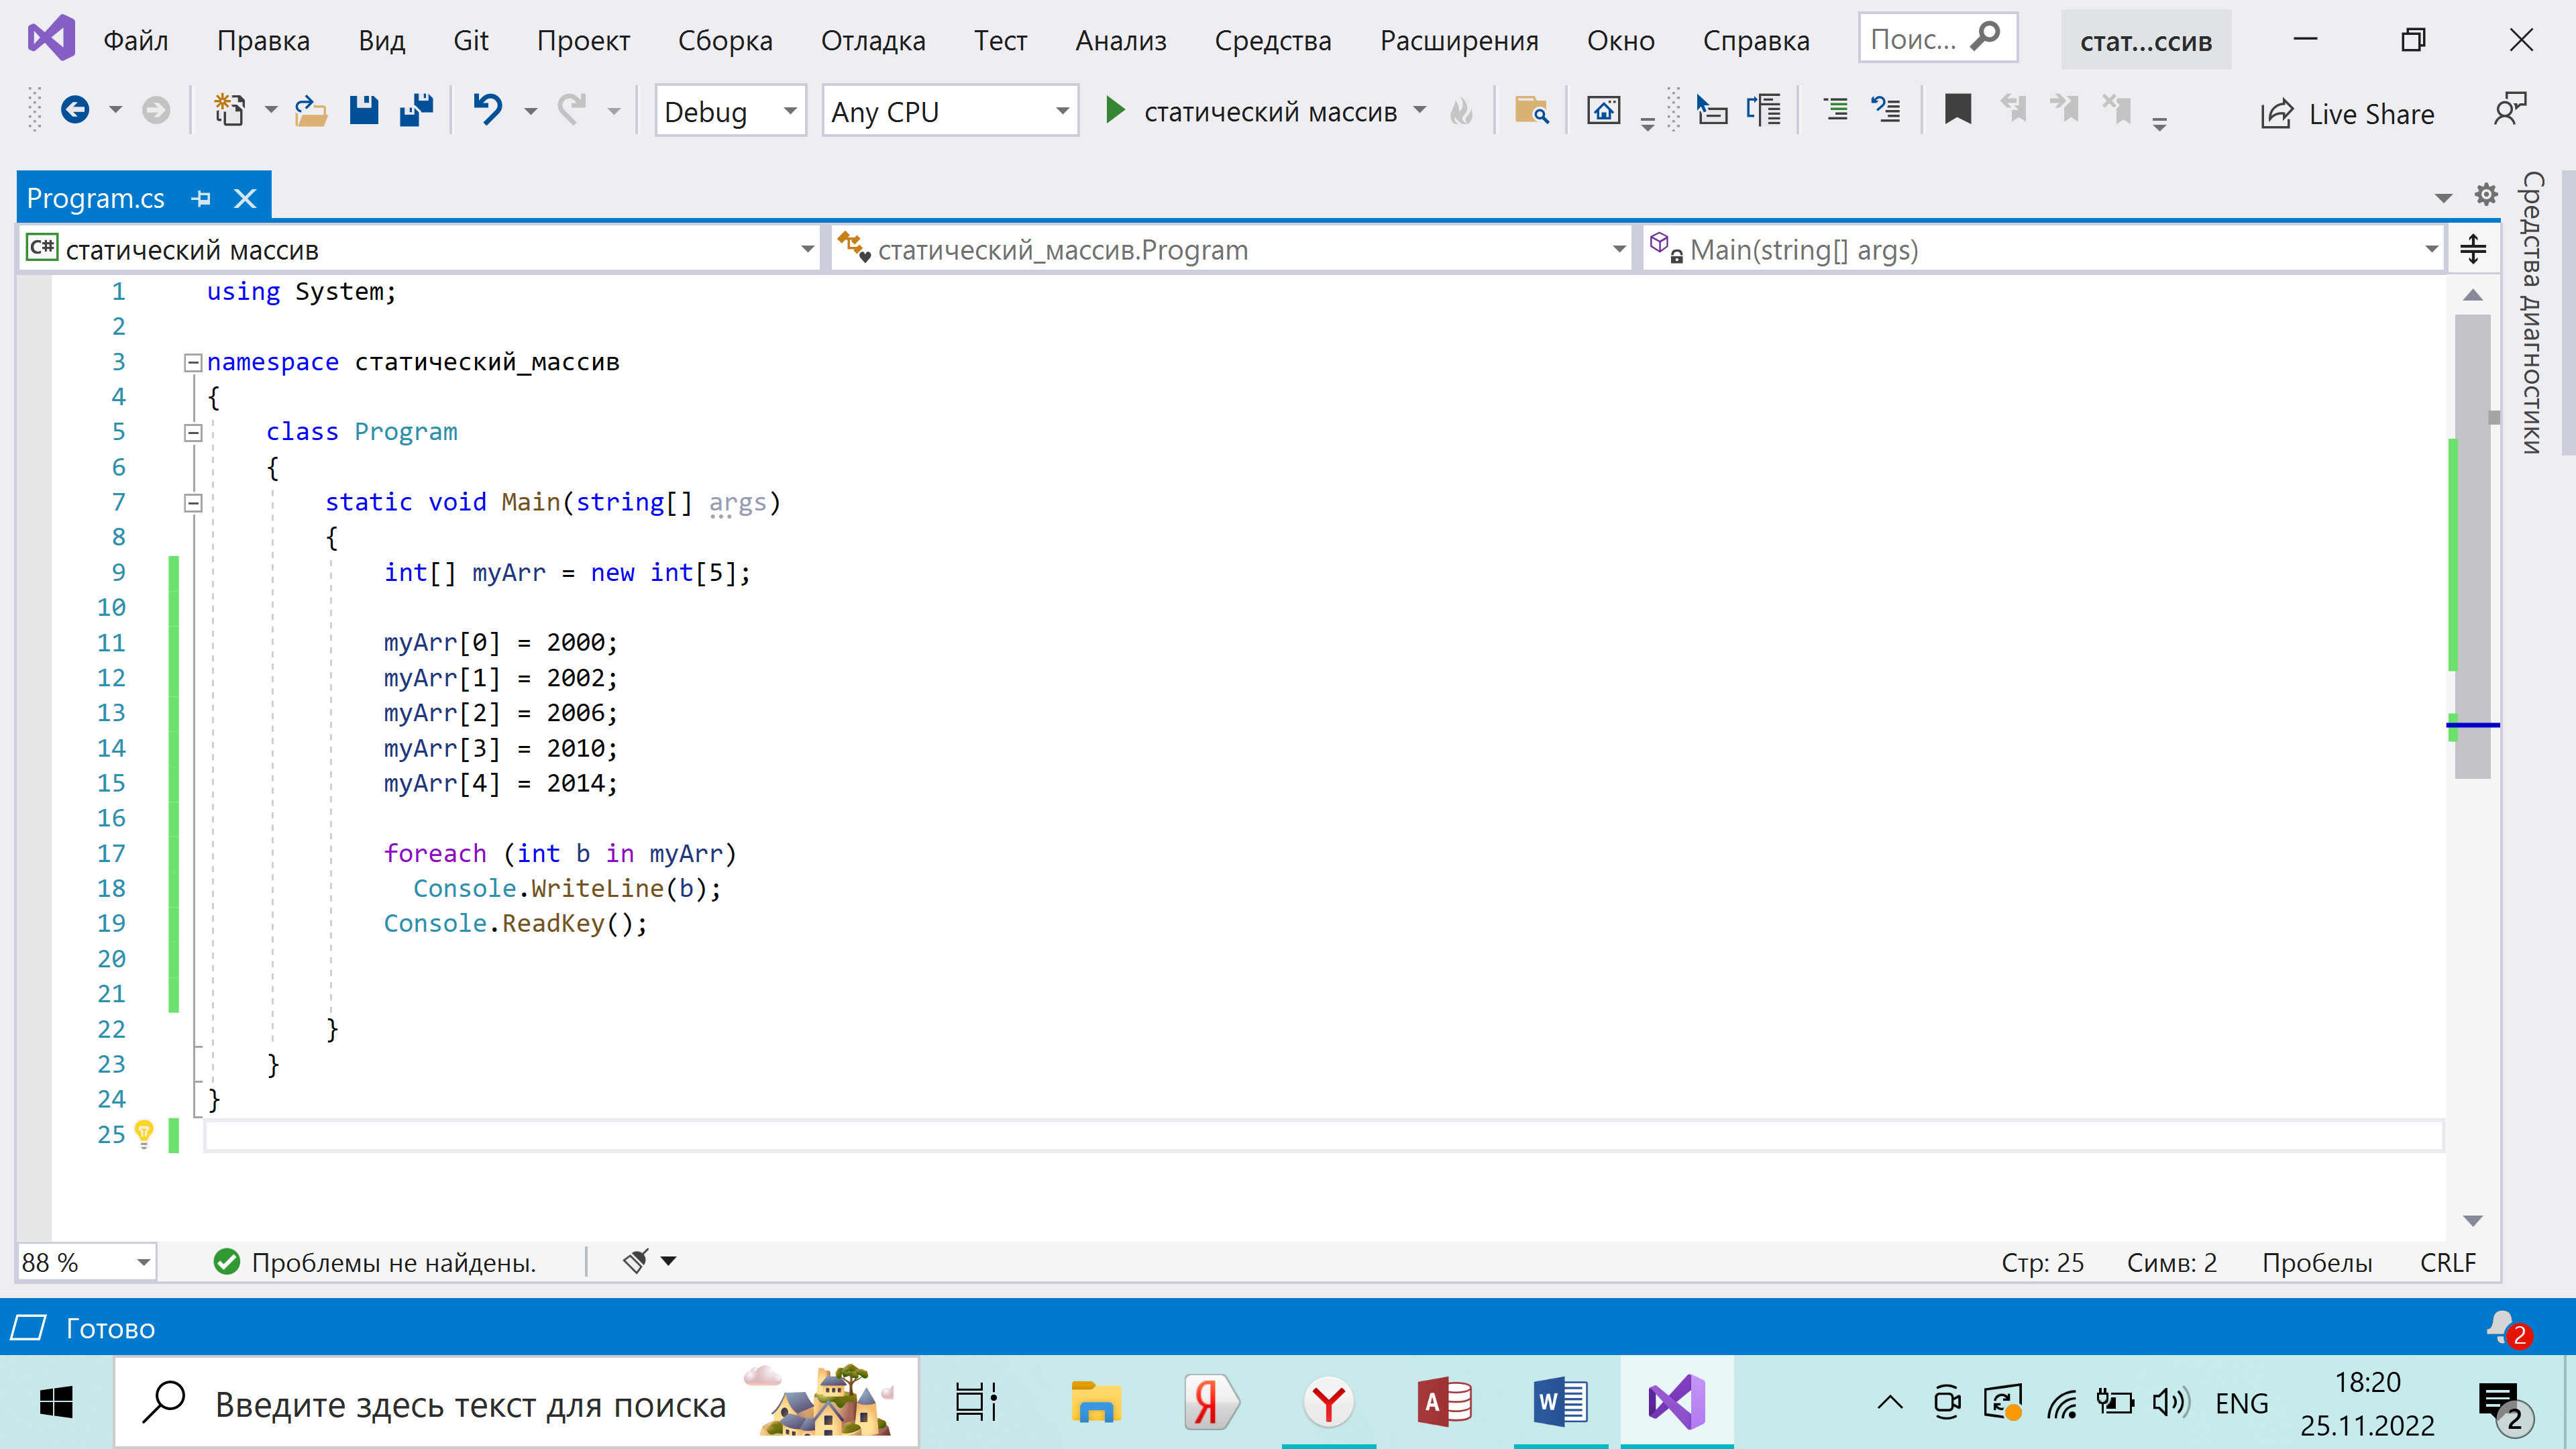 Файл Правка Вид Git Проект Сборка Отладка Тест Анализ Средства Расширения Окно Справка Поис... стат...ссив
Debug Any CPU статический массив Live Share
Program.cs
Средства диагностики
C# статический массив статический_массив.Program Main(string[] args)
1 using System;
2
3 namespace статический_массив
4 {
5 class Program
6 {
7 static void Main(string[] args)
8 {
9 int[] myArr = new int[5];
10
11 myArr[0] = 2000;
12 myArr[1] = 2002;
13 myArr[2] = 2006;
14 myArr[3] = 2010;
15 myArr[4] = 2014;
16
17 foreach (int b in myArr)
18 Console.WriteLine(b);
19 Console.ReadKey();
20
21
22 }
23 }
24 }
25
88 % Проблемы не найдены. Стр: 25 Симв: 2 Пробелы CRLF
Готово 2
Введите здесь текст для поиска Я Y A W ENG 18:20 2
25.11.2022